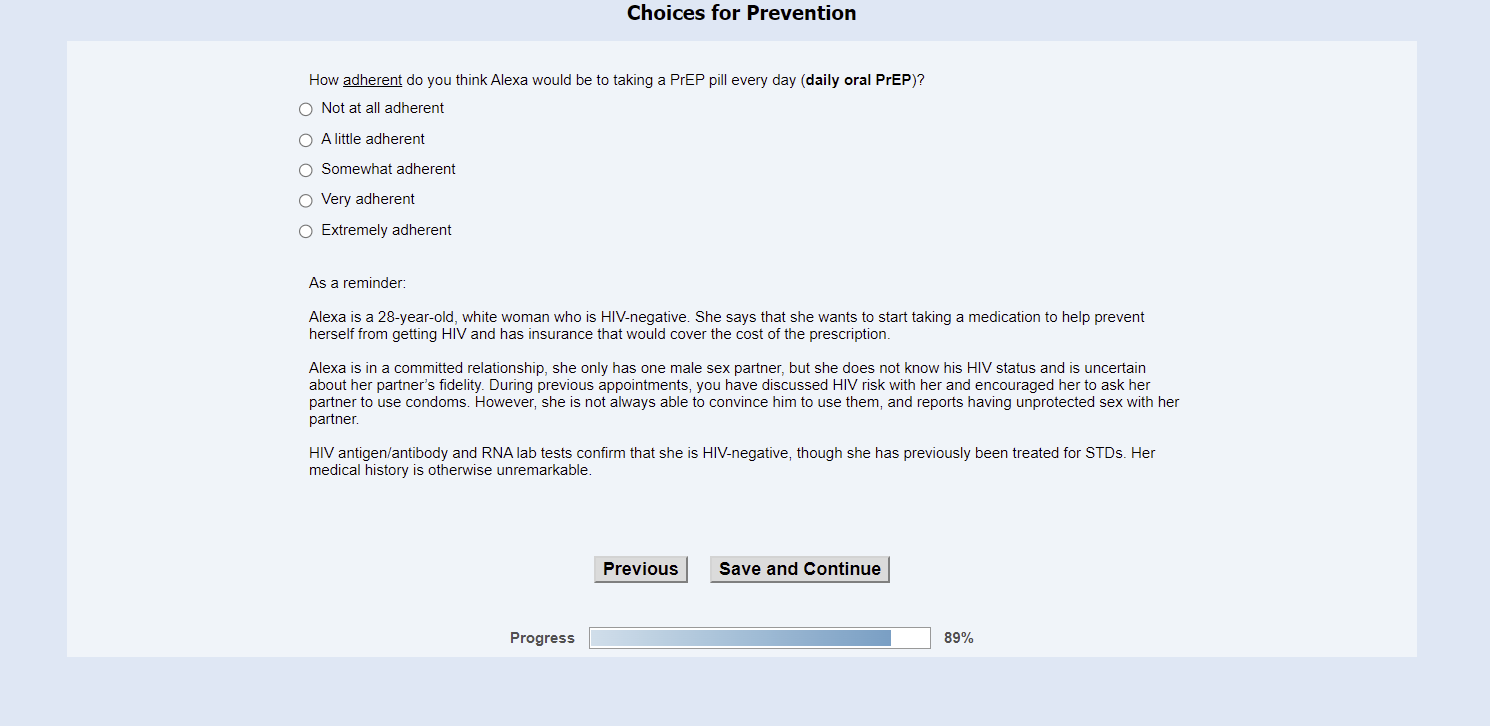 Choices for Prevention
How adherent do you think Alexa would be to taking a PrEP pill every day (daily oral PrEP)?
Not at all adherent
A little adherent
Somewhat adherent
Very adherent
Extremely adherent
As a reminder:
Alexa is a 28-year-old, white woman who is HIV-negative. She says that she wants to start taking a medication to help prevent
herself from getting HIV and has insurance that would cover the cost of the prescription.
Alexa is in a committed relationship, she only has one male sex partner, but she does not know his HIV status and is uncertain
about her partner's fidelity. During previous appointments, you have discussed HIV risk with her and encouraged her to ask her
partner to use condoms. However, she is not always able to convince him to use them, and reports having unprotected sex with her
partner.
HIV antigen/antibody and RNA lab tests confirm that she is HIV-negative, though she has previously been treated for STDs. Her
medical history is otherwise unremarkable.
Previous Save and Continue
Progress 89%